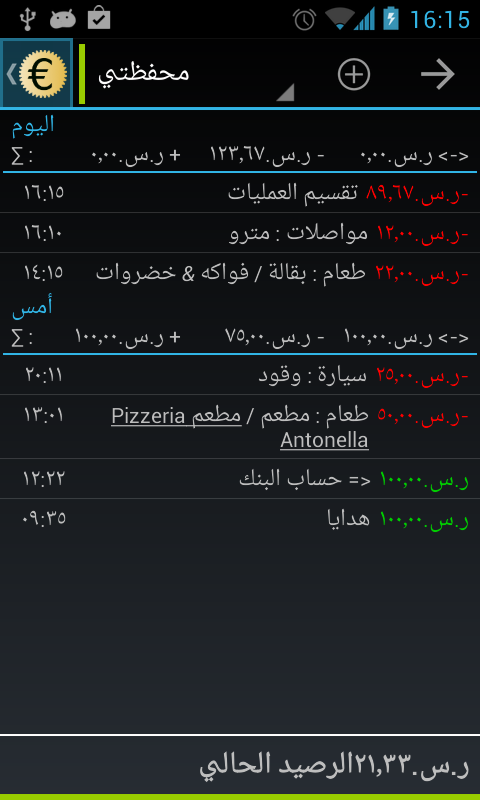 16:15
€
محفظتي
اليوم
∑ : ر.س.٠,٠٠ + ر.س.١٢٣,٦٧ - ر.س.٠,٠٠ <->
-ر.س.٨٩,٦٧ تقسيم العمليات ١٦:١٥
-ر.س.١٢,٠٠ مواصلات : مترو ١٦:١٠
-ر.س.٢٢,٠٠ طعام : بقالة / فواكه & خضروات ١٤:١٥
أمس
∑ : ر.س.١٠٠,٠٠ + ر.س.٧٥,٠٠ - ر.س.١٠٠,٠٠ <->
-ر.س.٢٥,٠٠ سيارة : وقود ٢٠:١١
-ر.س.٥٠,٠٠ طعام : مطعم / مطعم Pizzeria ١٣:٠١
Antonella
ر.س.١٠٠,٠٠ <= حساب البنك ١٢:٢٢
ر.س.١٠٠,٠٠ هدايا ٠٩:٣٥
ر.س.٢١,٣٣الرصيد الحالي